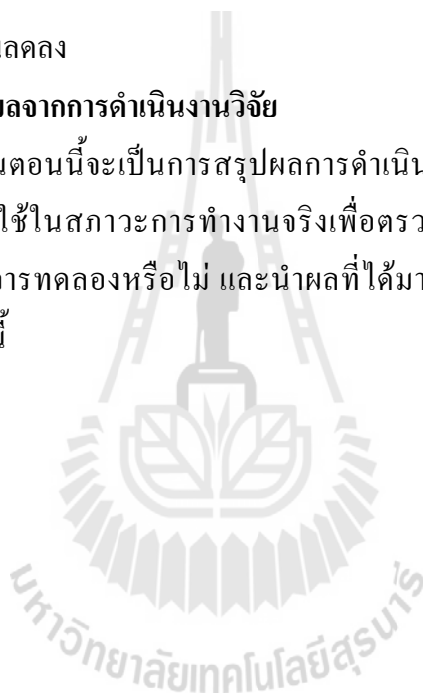 ลดลง
ลจากการดำเนินงานวิจัย
นตอนนี้จะเป็นการสรุปผลการดำเนิน
ใช้ในสภาวะการทำงานจริงเพื่อตรว
ารทดลองหรือไม่ และนำผลที่ได้มา
นี้
มหาวิทยาลัยเทคโนโลยีสุรนารี